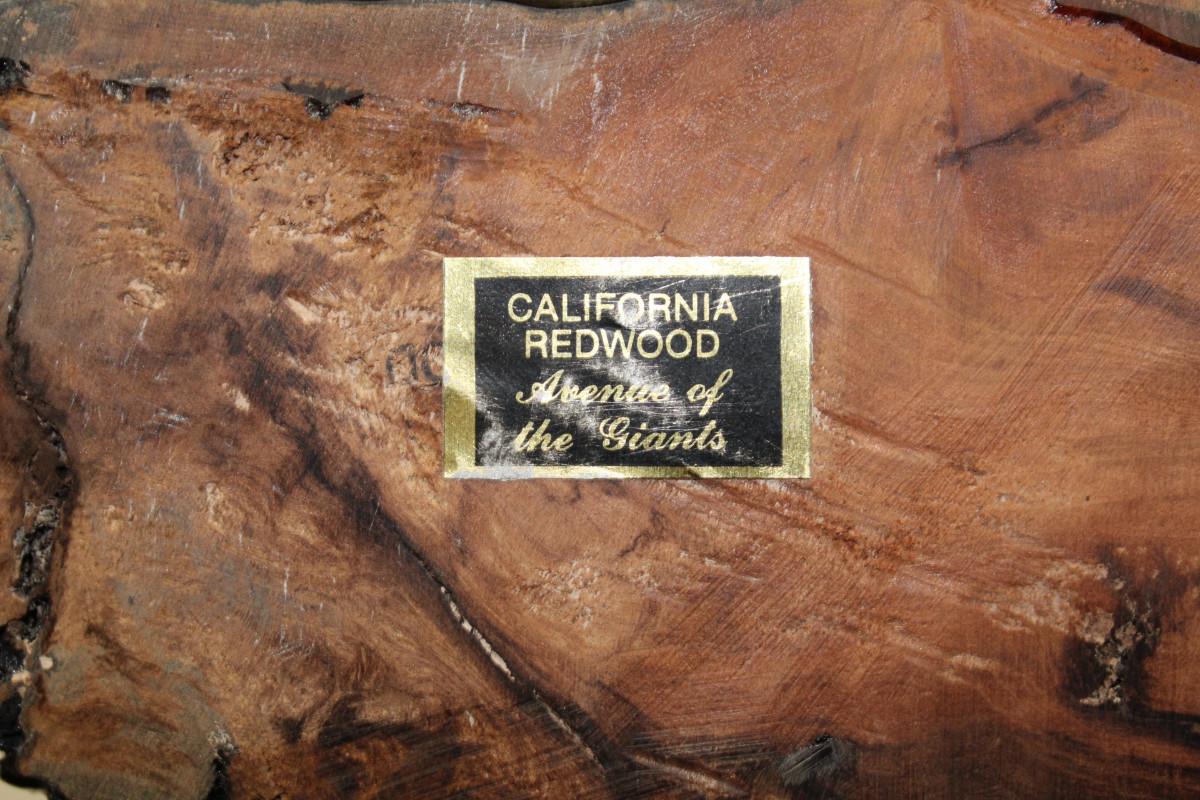 CALIFORNIA
REDWOOD
Avenue of
the Giants